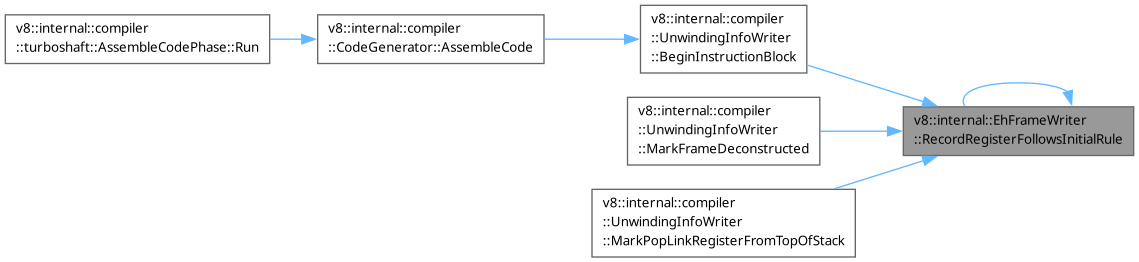 v8::internal::compiler
::turboshaft::AssembleCodePhase::Run
v8::internal::compiler
::CodeGenerator::AssembleCode
v8::internal::compiler
::UnwindingInfoWriter
::BeginInstructionBlock
v8::internal::compiler
::UnwindingInfoWriter
::MarkFrameDeconstructed
v8::internal::compiler
::UnwindingInfoWriter
::MarkPopLinkRegisterFromTopOfStack
v8::internal::EhFrameWriter
::RecordRegisterFollowsInitialRule